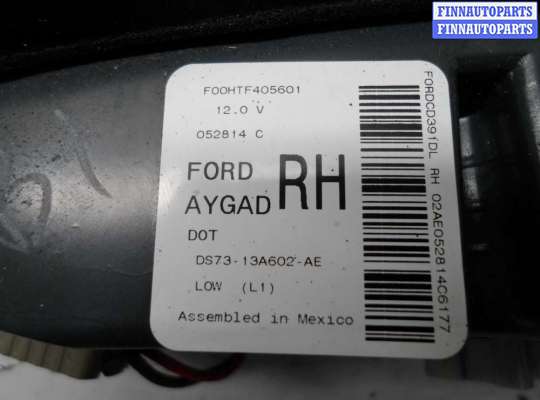 FINNAUTOPARTS
FINNAUTOPARTS
F00HTF405601
12.0 V
052814 C
FORD
AYGAD
RH
DOT
DS73-13A602-AE
LOW (L1)
Assembled in Mexico
FORDCD391DL RH 02AE052814C6177